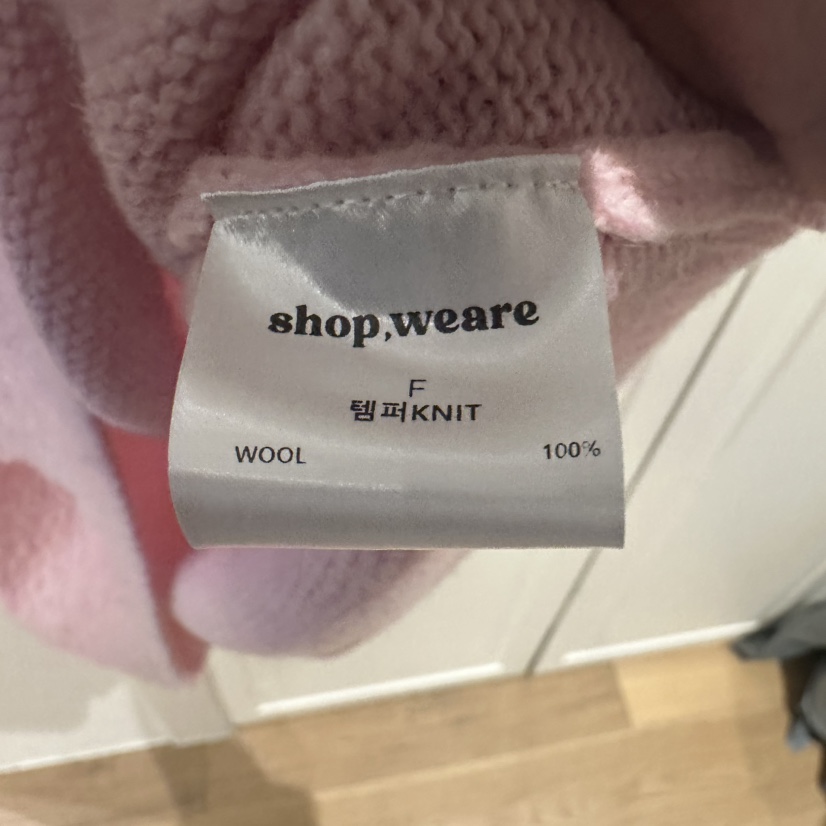 shop,weare
F
템퍼KNIT
WOOL 100%